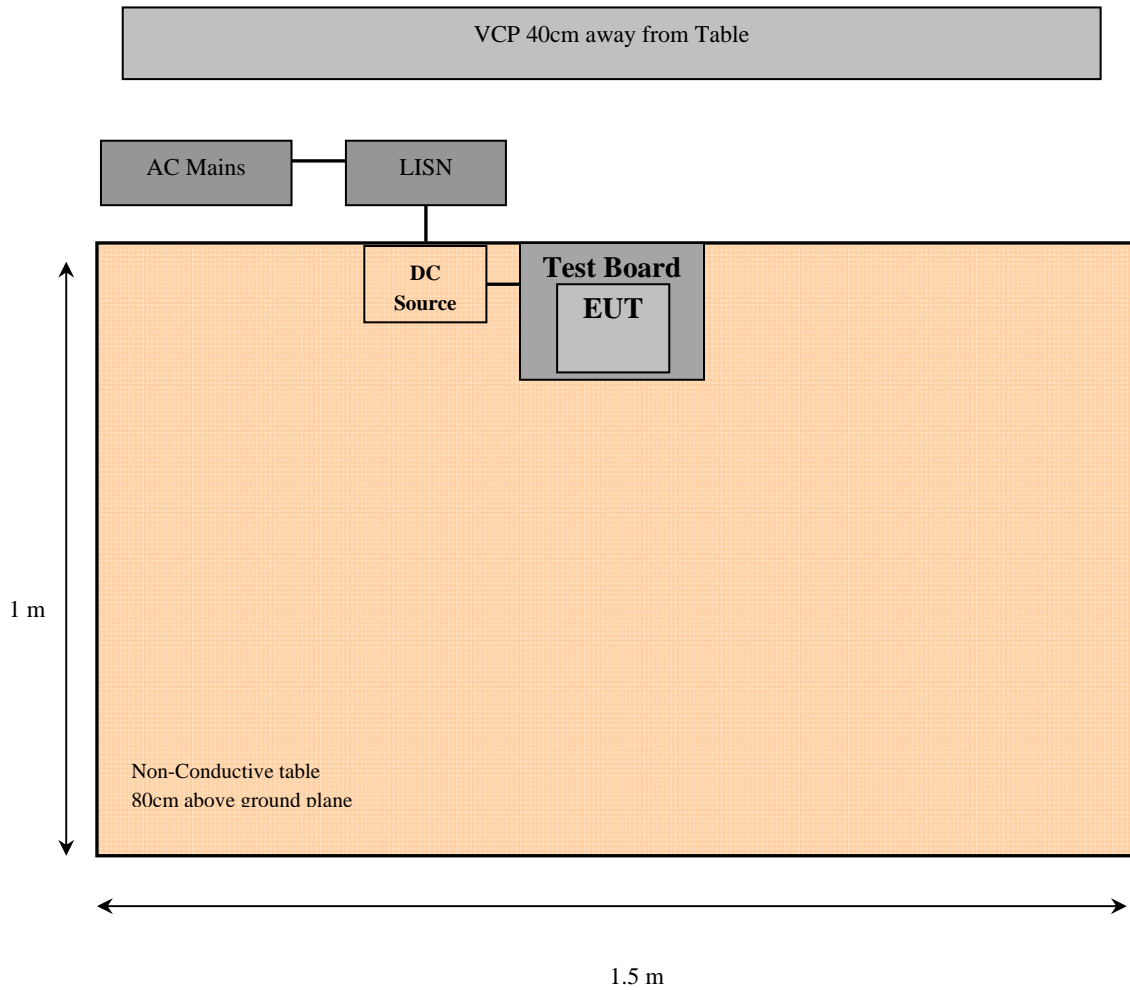 VCP 40cm away from Table
AC Mains
LISN
DC
Source
Test Board
EUT
1 m
Non-Conductive table
80cm above ground plane
1.5 m